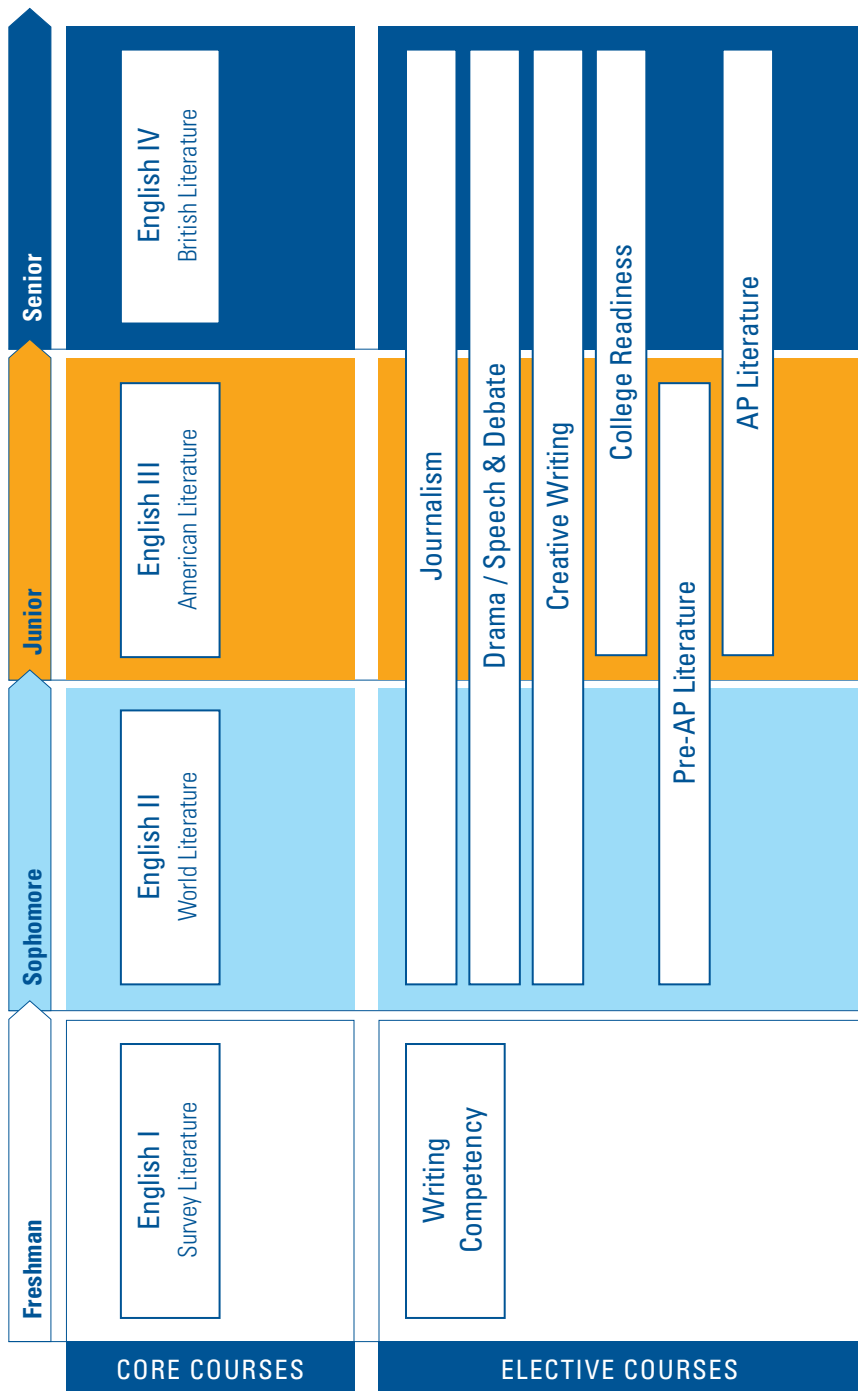 Freshman
Sophomore
Junior
Senior
CORE COURSES
English I
Survey Literature
English II
World Literature
English III
American Literature
English IV
British Literature
ELECTIVE COURSES
Writing
Competency
Journalism
Drama / Speech & Debate
Creative Writing
College Readiness
Pre-AP Literature
AP Literature